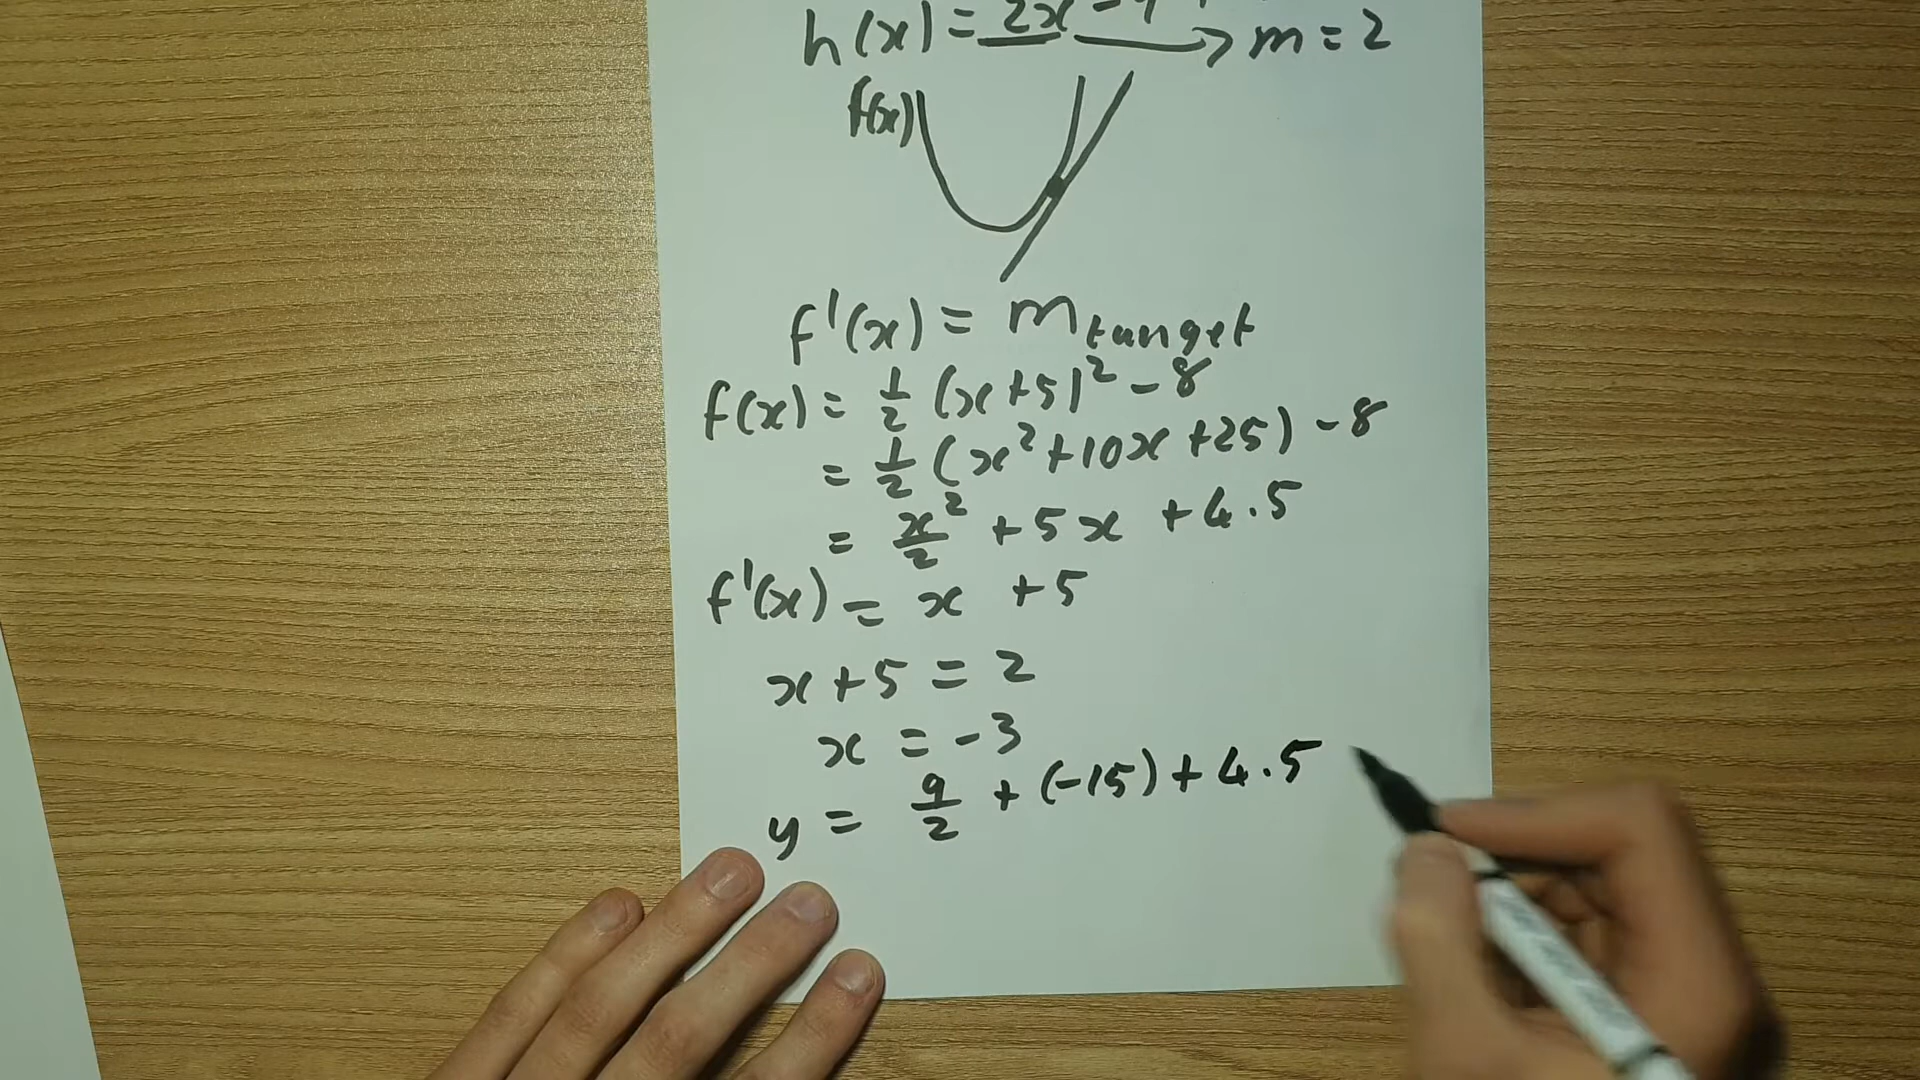 h(x) = 2x - → m = 2
f(x)
f'(x) = m tanget
f(x) = 1/2 (x+5)² - 8
= 1/2 (x² + 10x + 25) - 8
= x²/2 + 5x + 4.5
f'(x) = x + 5
x + 5 = 2
x = -3
y = 9/2 + (-15) + 4.5